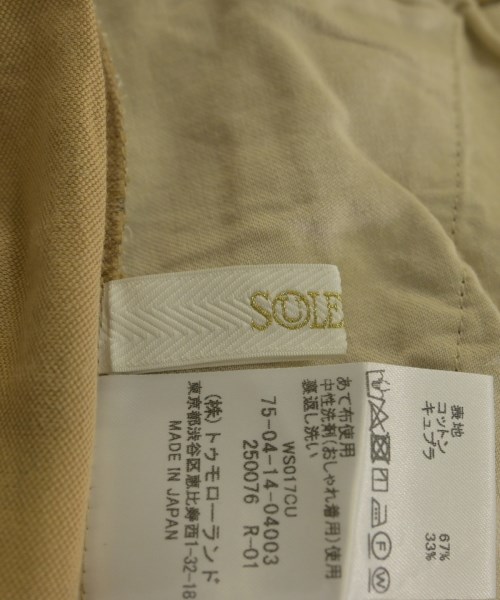 SOLE
表地
コットン 67%
キュプラ 33%
F W
あて布使用
中性洗剤(おしゃれ着用)使用
裏返し洗い
WS017CU
75-04-14-04003
250076 R-01
(株)トゥモローランド
東京都渋谷区恵比寿西1-32-18
MADE IN JAPAN